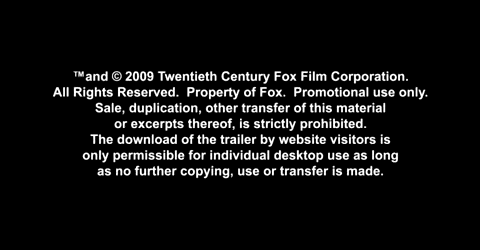 ™and © 2009 Twentieth Century Fox Film Corporation.
All Rights Reserved.  Property of Fox.  Promotional use only.
Sale, duplication, other transfer of this material
or excerpts thereof, is strictly prohibited.
The download of the trailer by website visitors is
only permissible for individual desktop use as long
as no further copying, use or transfer is made.